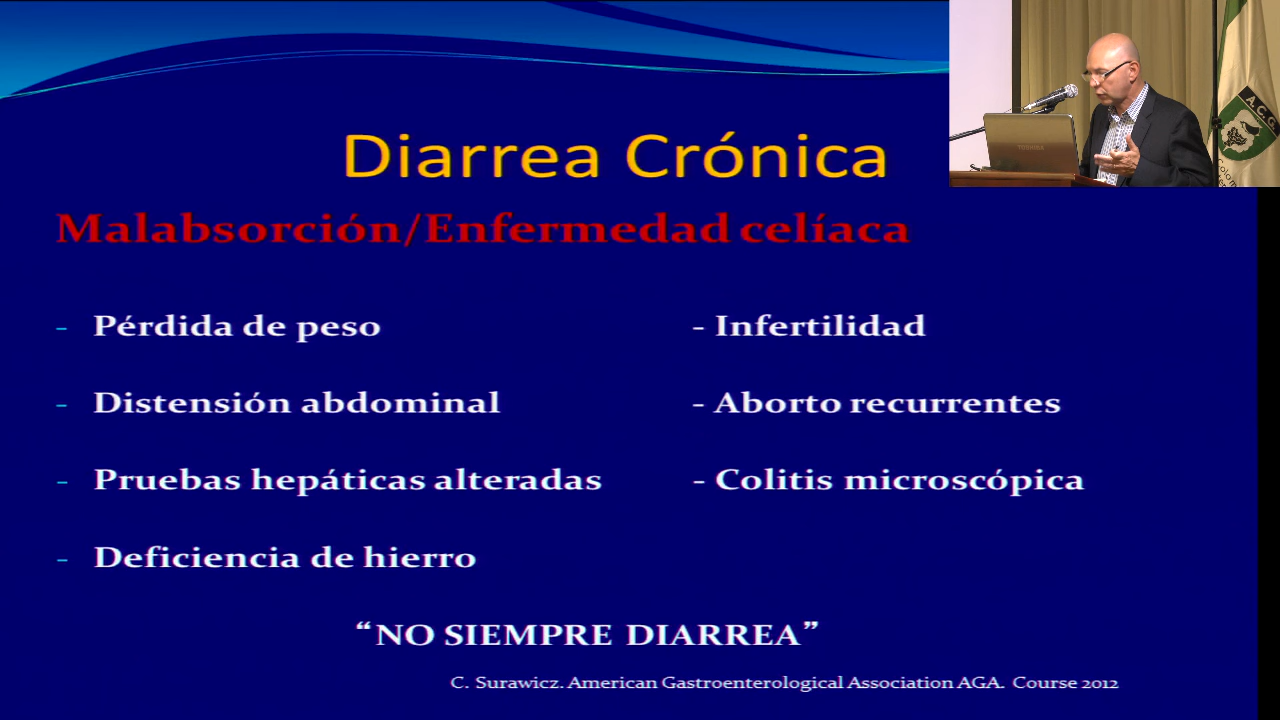 Diarrea Crónica
Malabsorción/Enfermedad celíaca
- Pérdida de peso
- Distensión abdominal
- Pruebas hepáticas alteradas
- Deficiencia de hierro
- Infertilidad
- Aborto recurrentes
- Colitis microscópica
“NO SIEMPRE DIARREA”
C. Surawicz. American Gastroenterological Association AGA. Course 2012
TOSHIBA
A.C.G.